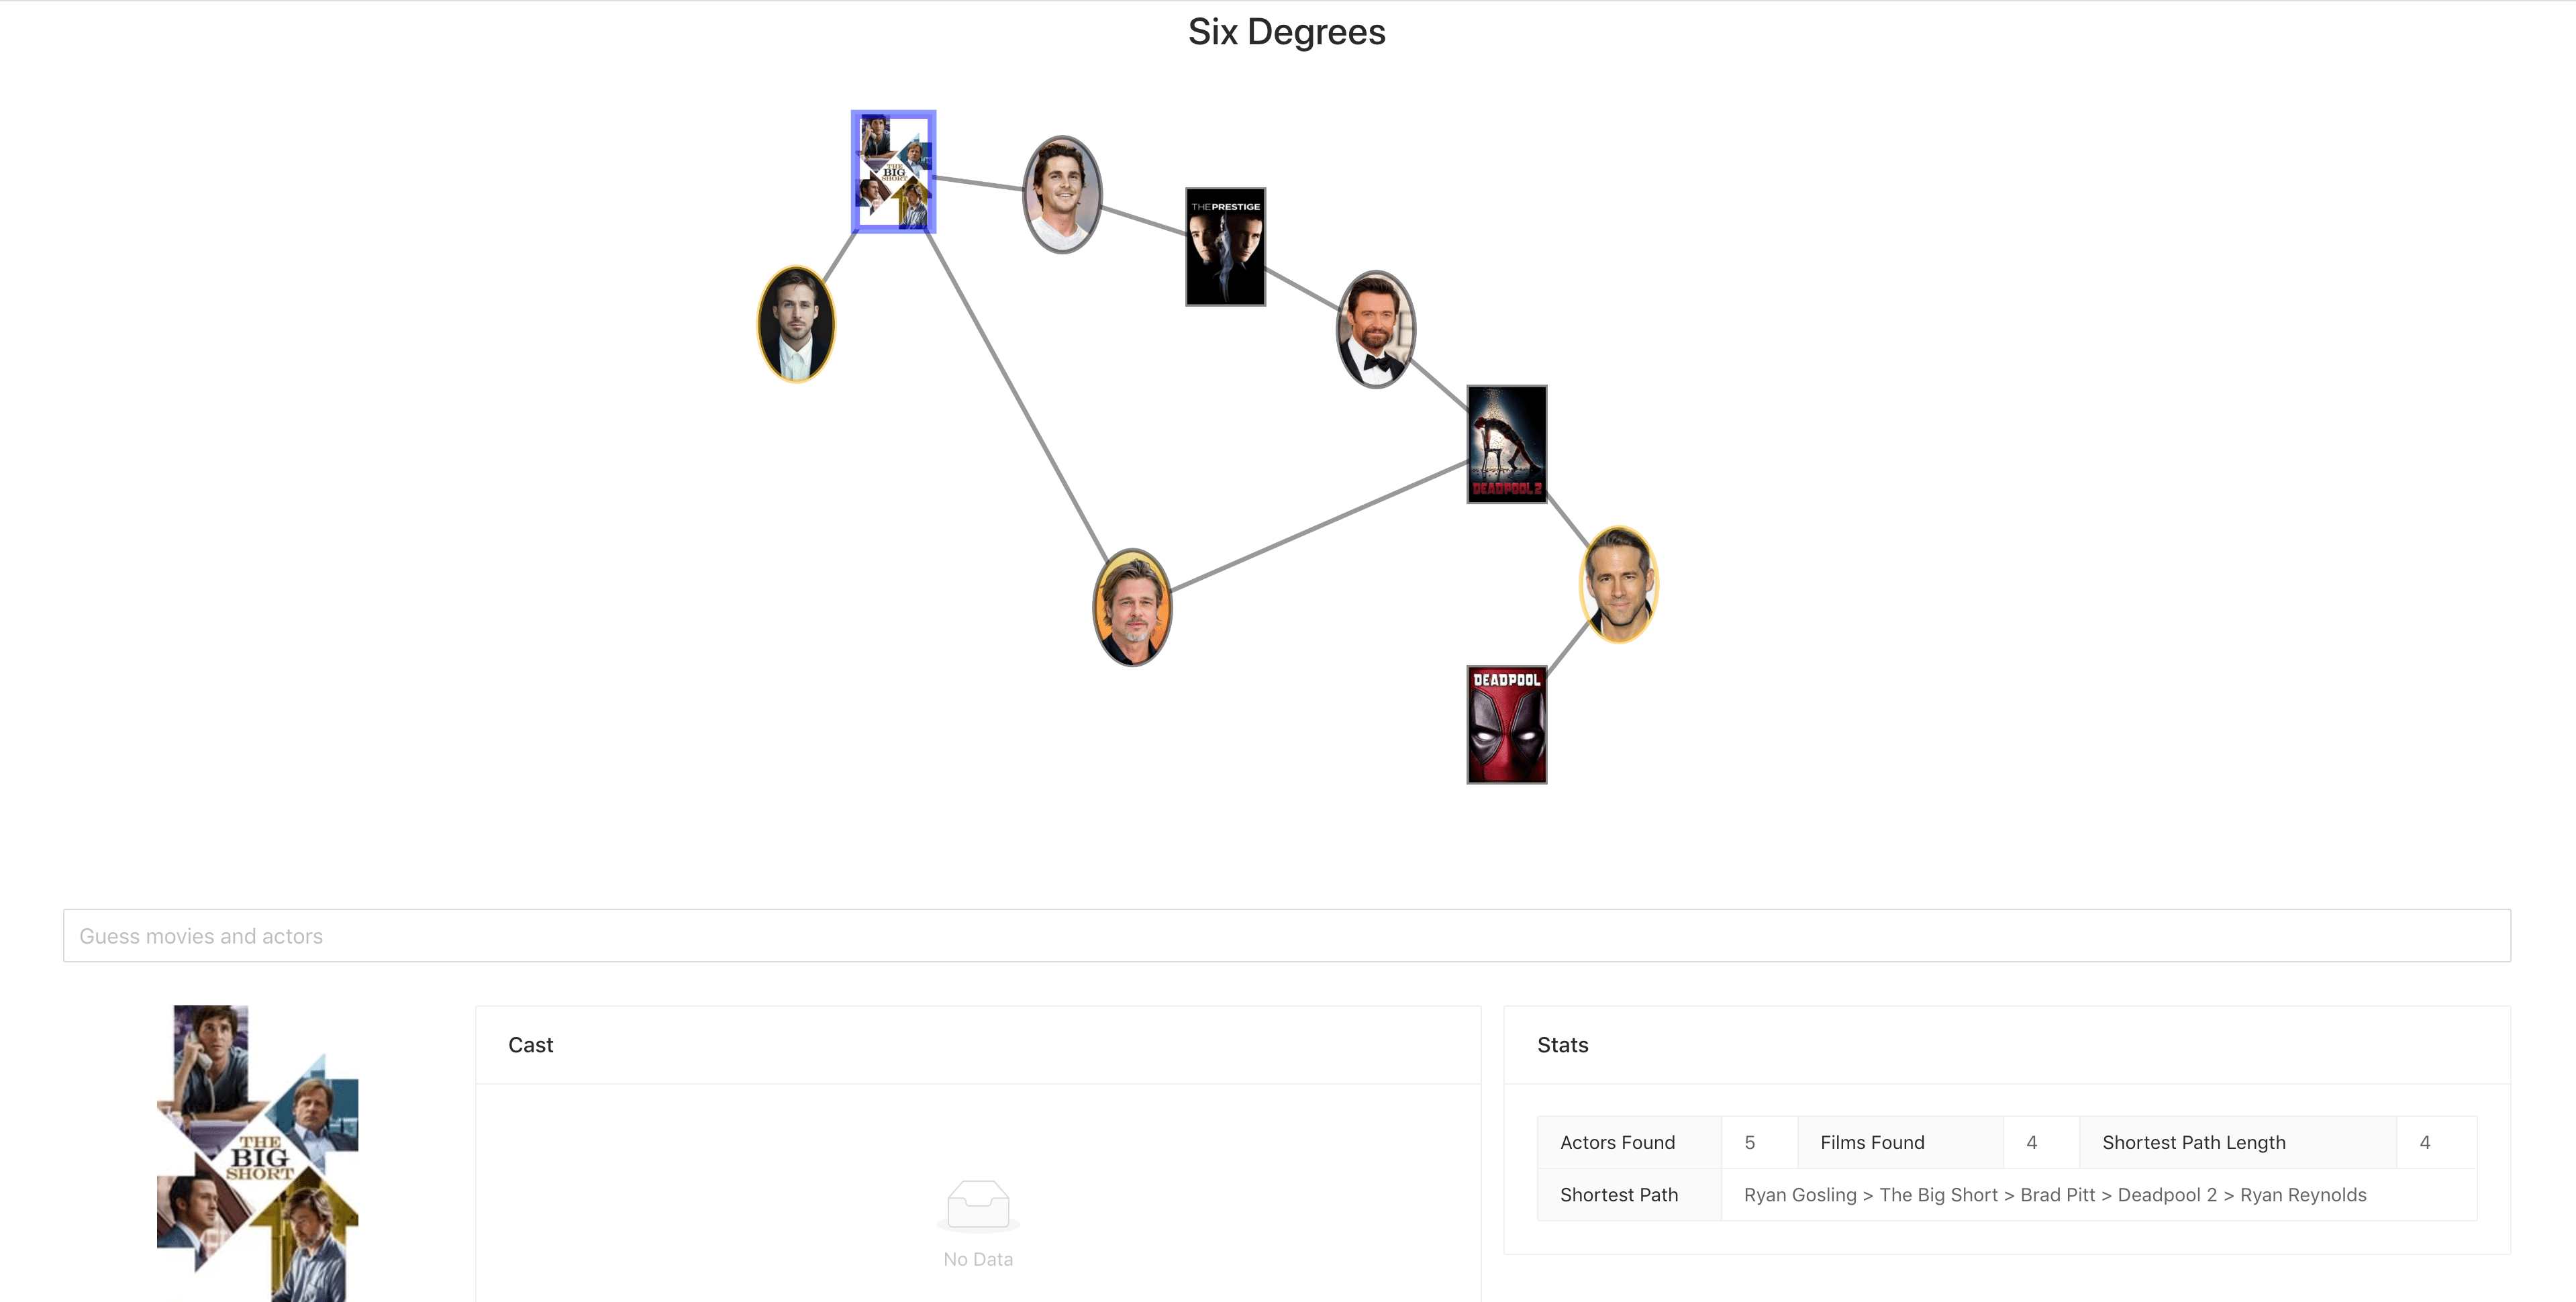 Six Degrees
THE
BIG
SHORT
THE PRESTIGE
DEADPOOL 2
DEADPOOL
Guess movies and actors
THE
BIG
SHORT
Cast
No Data
Stats
Actors Found 5 Films Found 4 Shortest Path Length 4
Shortest Path Ryan Gosling > The Big Short > Brad Pitt > Deadpool 2 > Ryan Reynolds